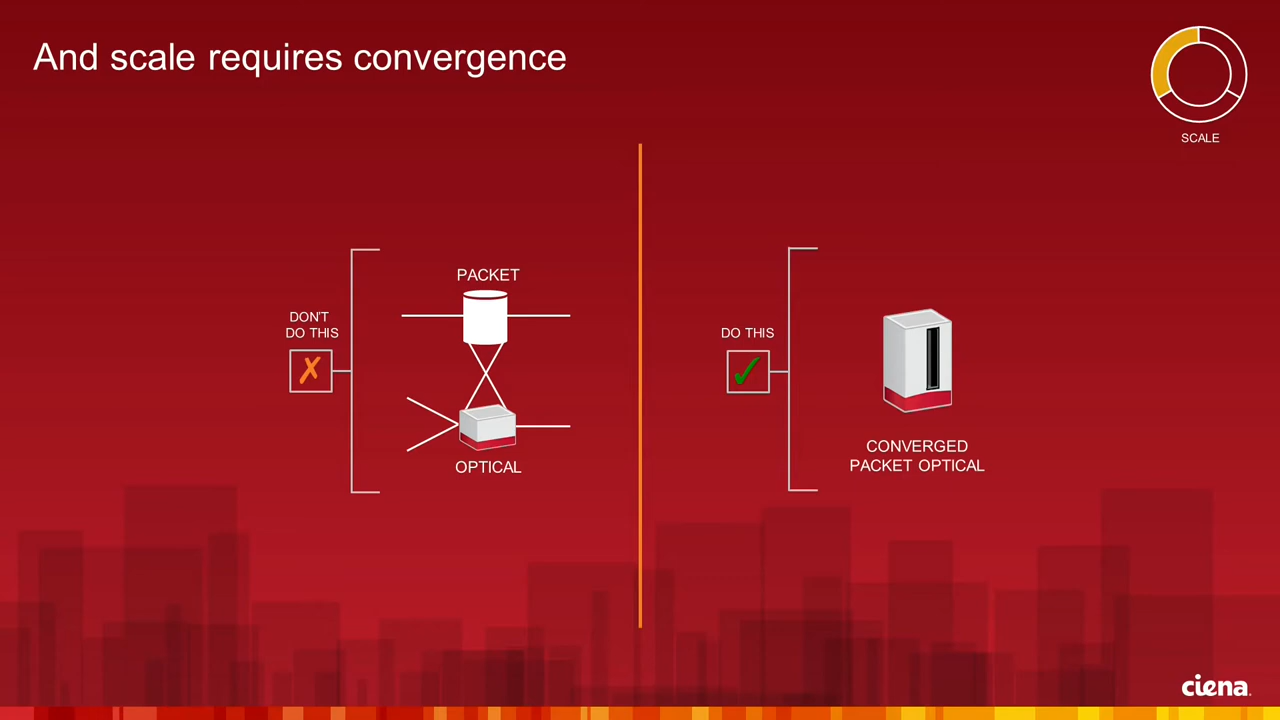 And scale requires convergence
SCALE
DON'T
DO THIS
PACKET
OPTICAL
DO THIS
CONVERGED
PACKET OPTICAL
ciena.